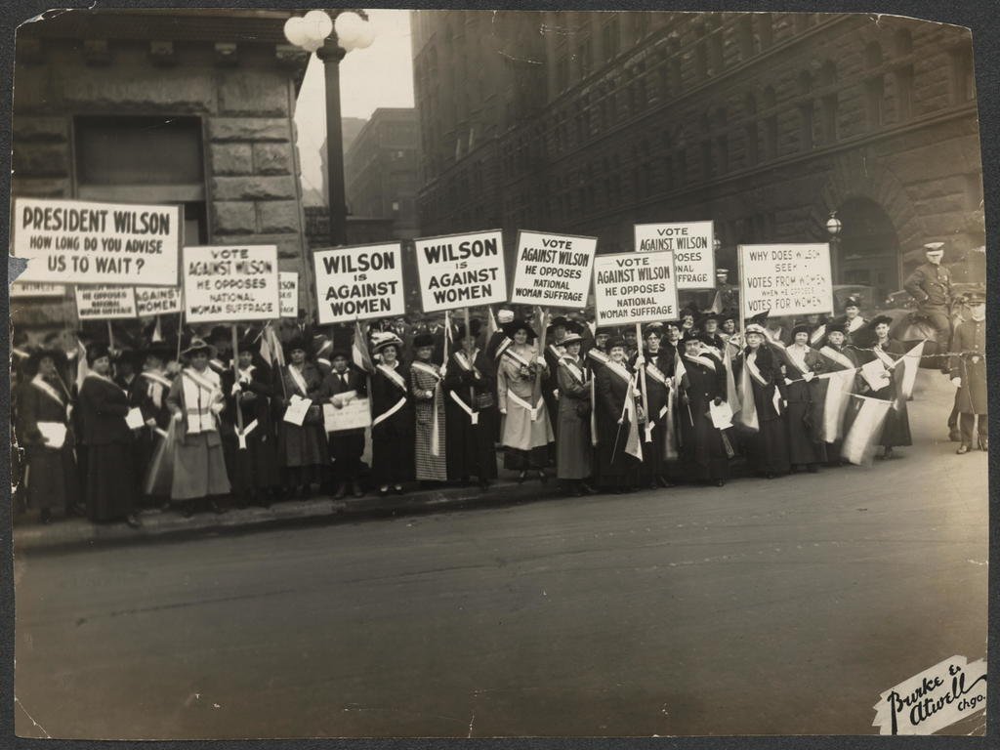 PRESIDENT WILSON
HOW LONG DO YOU ADVISE
US TO WAIT?
HE OPPOSES
NATIONAL
WOMAN SUFFRAGE
AGAINST
WOMEN
VOTE
AGAINST WILSON
HE OPPOSES
NATIONAL
WOMAN SUFFRAGE
WILSON
IS
AGAINST
WOMEN
WILSON
IS
AGAINST
WOMEN
VOTE
AGAINST WILSON
HE OPPOSES
NATIONAL
WOMAN SUFFRAGE
VOTE
AGAINST WILSON
HE OPPOSES
NATIONAL
WOMAN SUFFRAGE
VOTE
AGAINST WILSON
POSES
NAL
FRAGE
WHY DOES WILSON
SEEK
VOTES FROM WOMEN
WHEN HE OPPOSES
VOTES FOR WOMEN
Burke &
Atwell
Chgo.